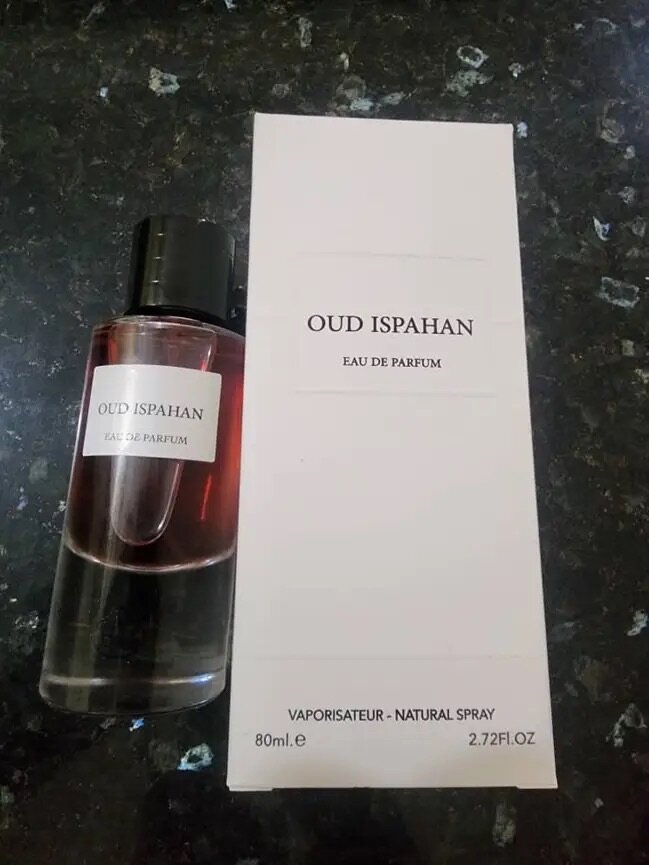 OUD ISPAHAN
EAU DE PARFUM
OUD ISPAHAN
EAU DE PARFUM
VAPORISATEUR - NATURAL SPRAY
80ml.e 2.72Fl.OZ